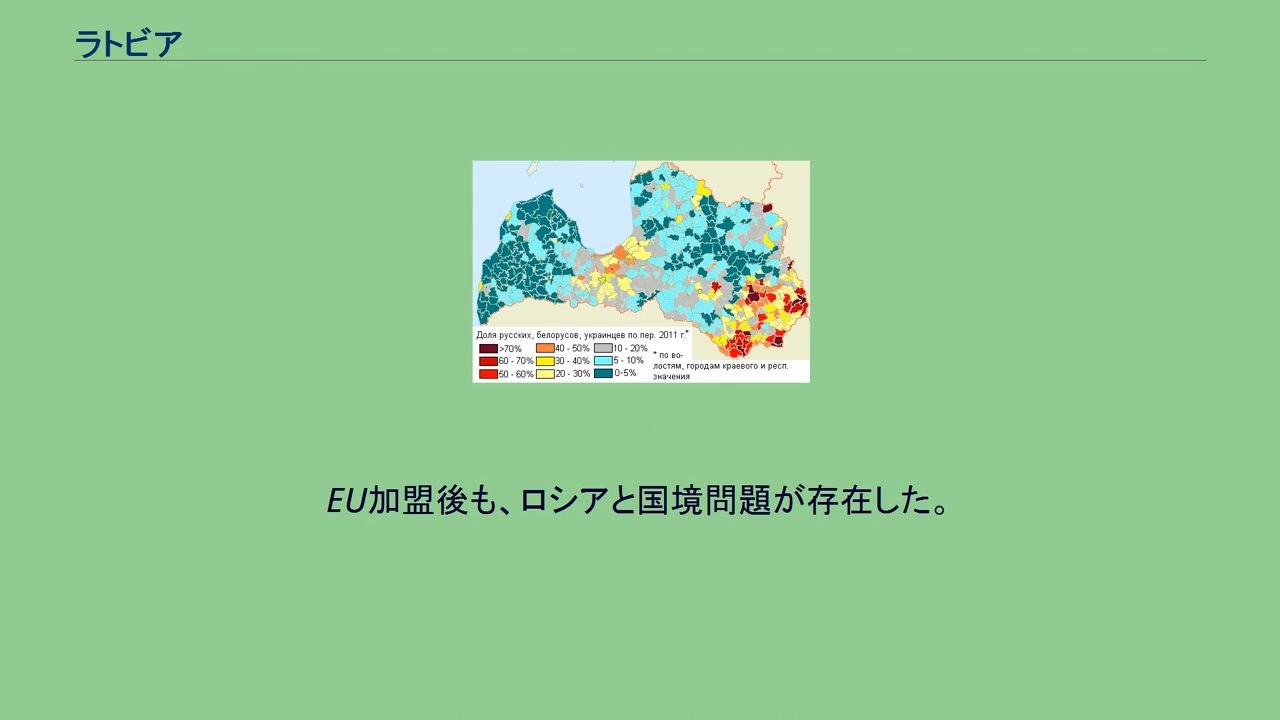 ラトビア
Доля русских, белорусов, украинцев по пер. 2011 г.*
>70% 40 - 50% 10 - 20%
60 - 70% 30 - 40% 5 - 10%
50 - 60% 20 - 30% 0-5%
* по во-
лостям, городам краевого и респ.
значения
EU加盟後も、ロシアと国境問題が存在した。